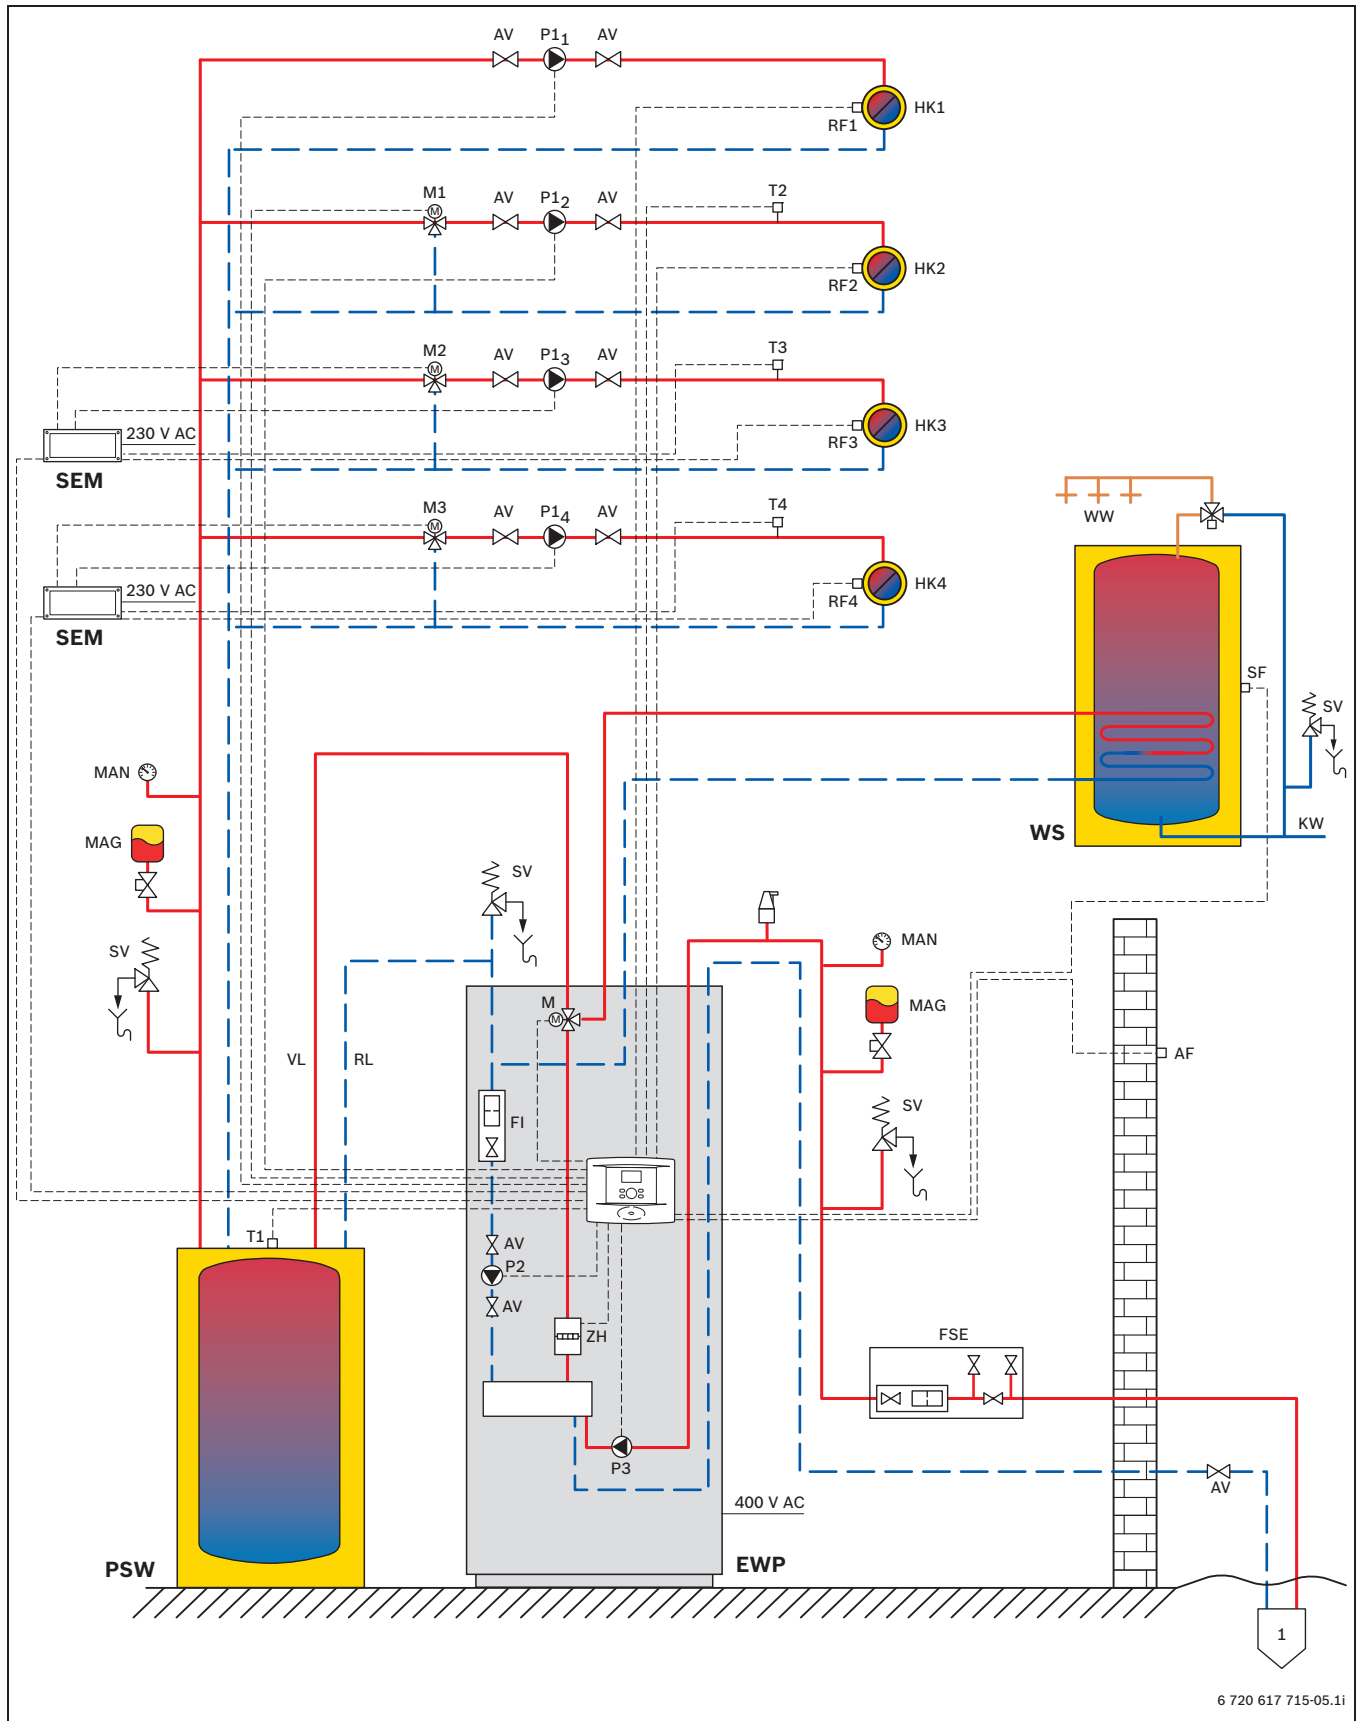 AV P1₁ AV
HK1
RF1
M1 AV P1₂ AV T2
HK2
RF2
M2 AV P1₃ AV T3
HK3
RF3
230 V AC
SEM
M3 AV P1₄ AV T4
HK4
RF4
230 V AC
SEM
WW
SF
SV
MAN
MAG
WS
KW
SV
SV
MAN
MAG
M
M
M
M
M
AF
VL
RL
FI
SV
T1
AV
P2
AV
ZH
FSE
P3
AV
400 V AC
PSW
EWP
1
6 720 617 715-05.1i